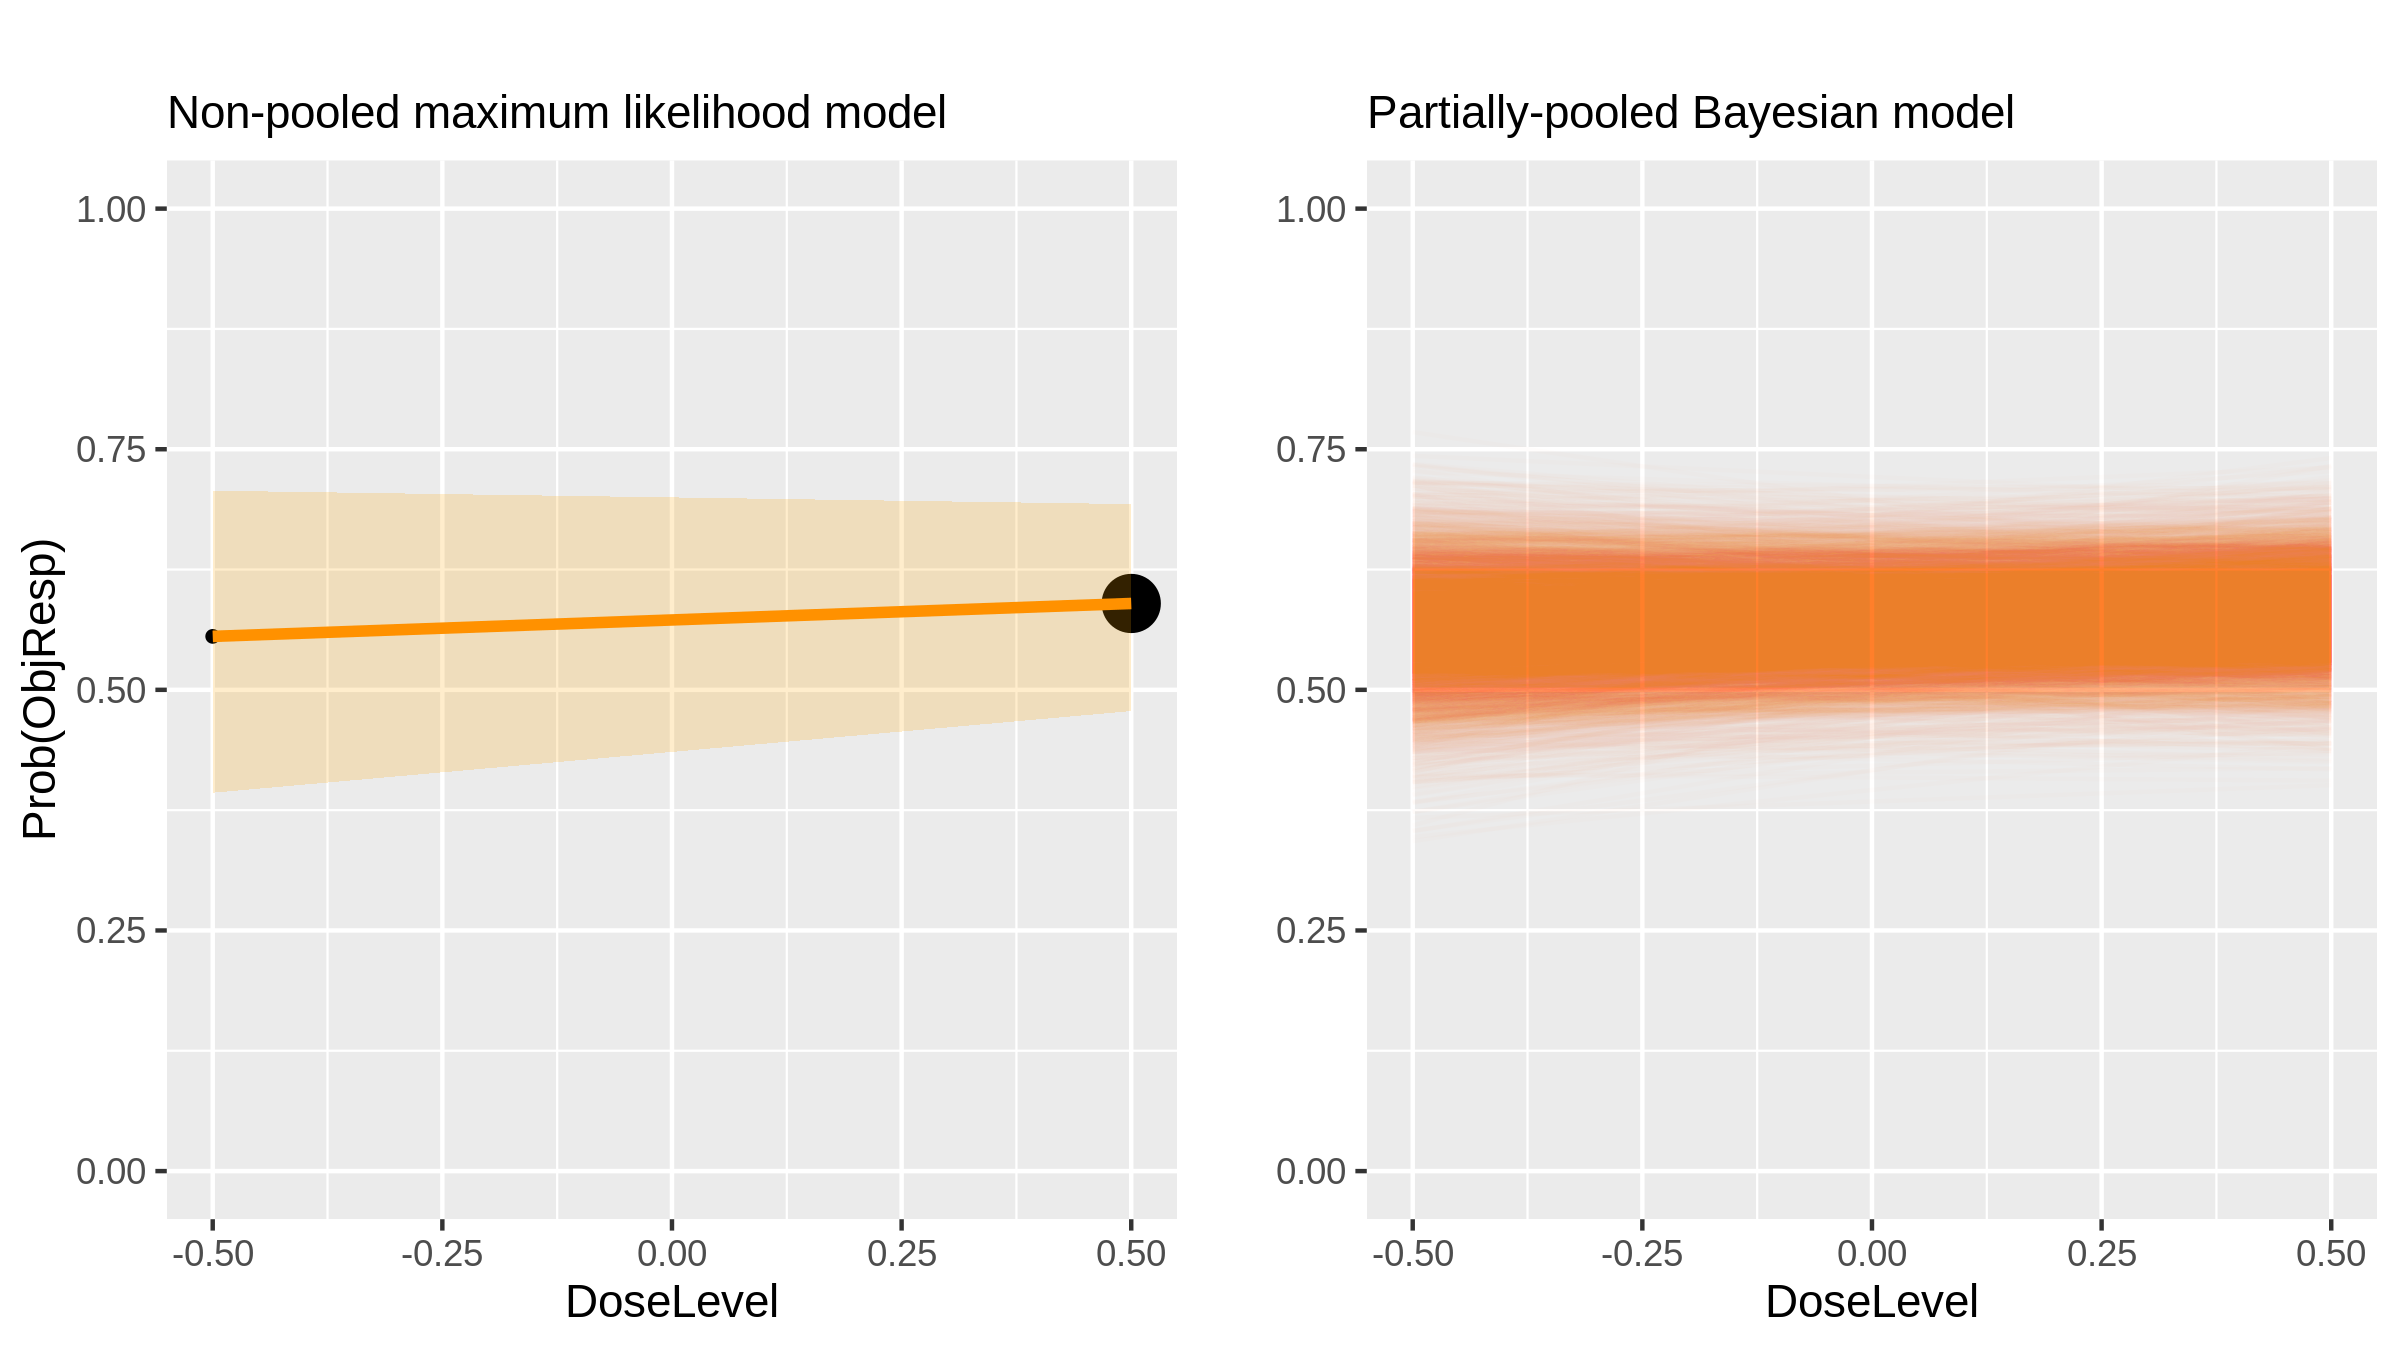 Non-pooled maximum likelihood model
Prob(ObjResp)
1.00
0.75
0.50
0.25
0.00
-0.50 -0.25 0.00 0.25 0.50
DoseLevel
Partially-pooled Bayesian model
1.00
0.75
0.50
0.25
0.00
-0.50 -0.25 0.00 0.25 0.50
DoseLevel